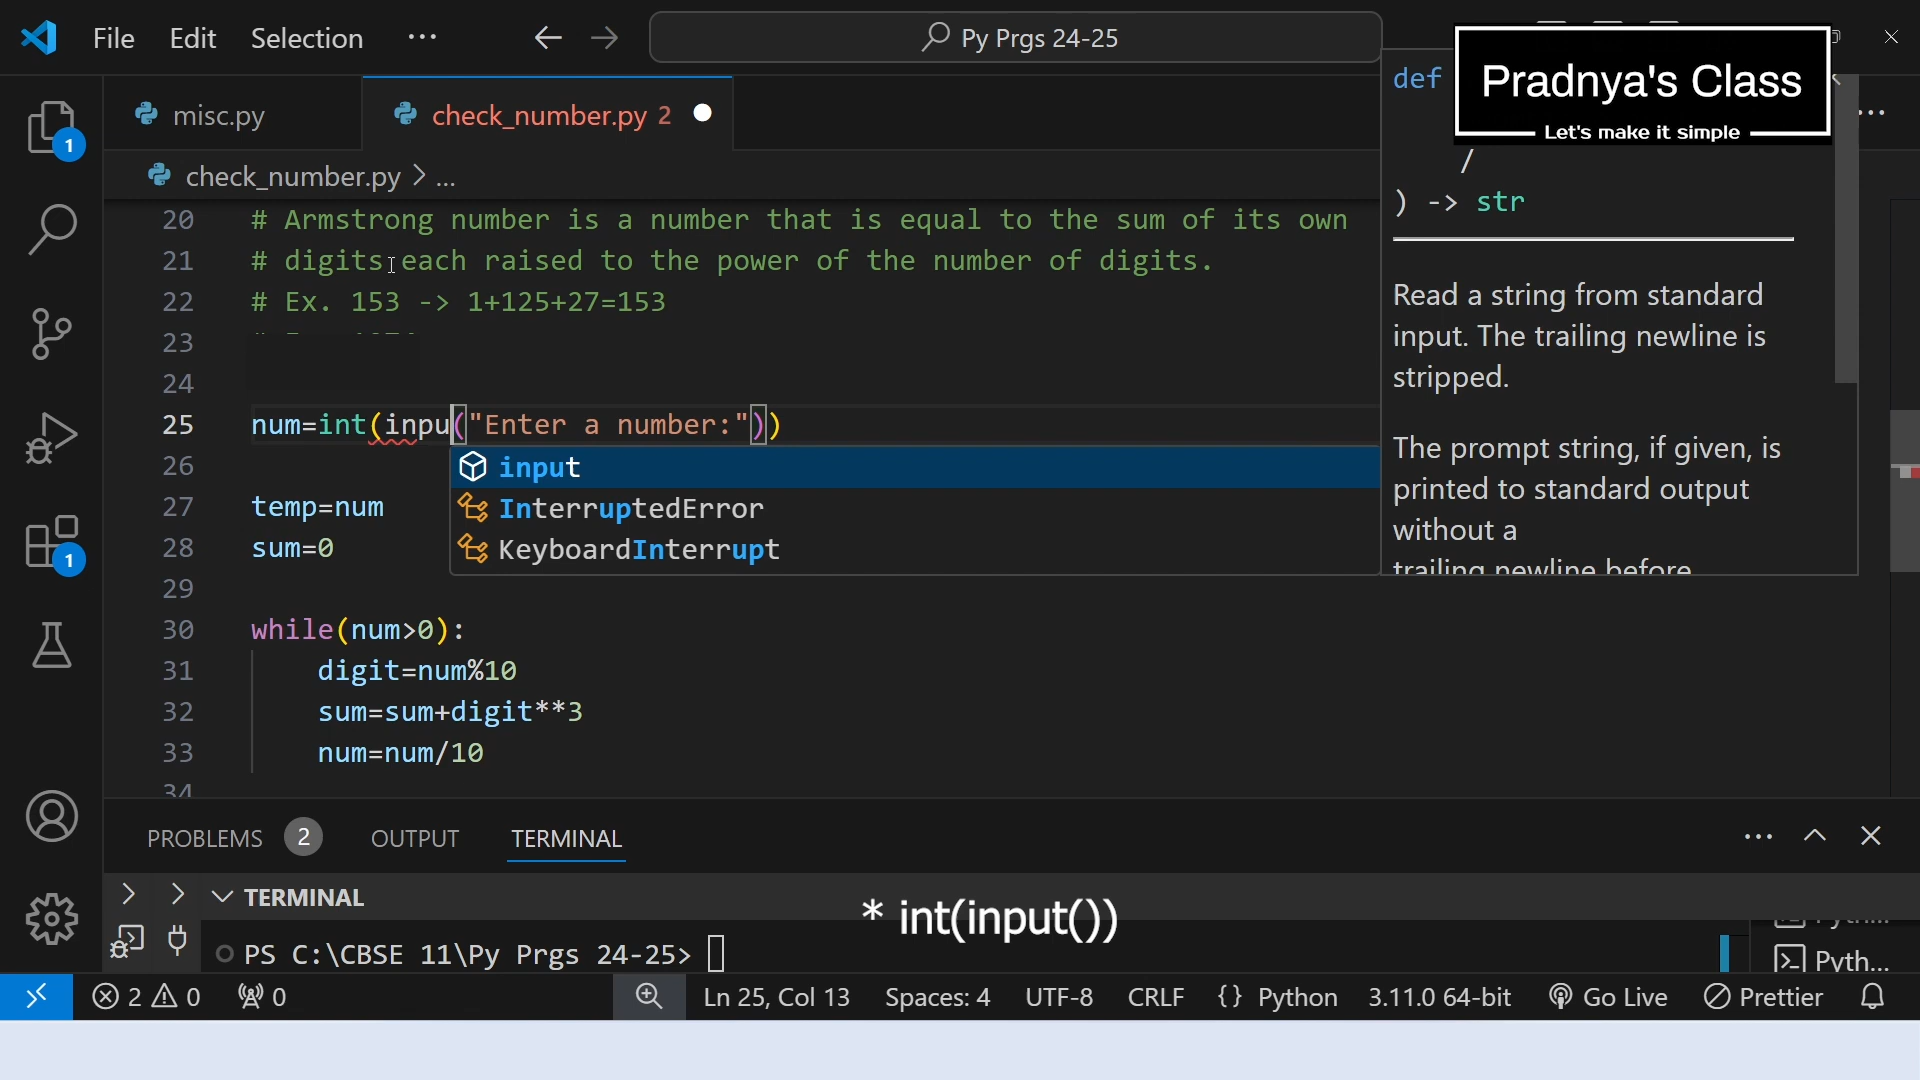 File Edit Selection ··· Py Prgs 24-25
Pradnya's Class
Let's make it simple
misc.py check_number.py 2
check_number.py > ...
def
/
) -> str
Read a string from standard
input. The trailing newline is
stripped.
The prompt string, if given, is
printed to standard output
without a
trailing newline before
20 # Armstrong number is a number that is equal to the sum of its own
21 # digits each raised to the power of the number of digits.
22 # Ex. 153 -> 1+125+27=153
23
24
25 num=int(inpu("Enter a number:"))
input
InterruptedError
KeyboardInterrupt
26
27 temp=num
28 sum=0
29
30 while(num>0):
31 digit=num%10
32 sum=sum+digit**3
33 num=num/10
34
PROBLEMS 2 OUTPUT TERMINAL
TERMINAL
* int(input())
PS C:\CBSE 11\Py Prgs 24-25>
Pyth...
1
1
2 0 0 Ln 25, Col 13 Spaces: 4 UTF-8 CRLF {} Python 3.11.0 64-bit Go Live Prettier